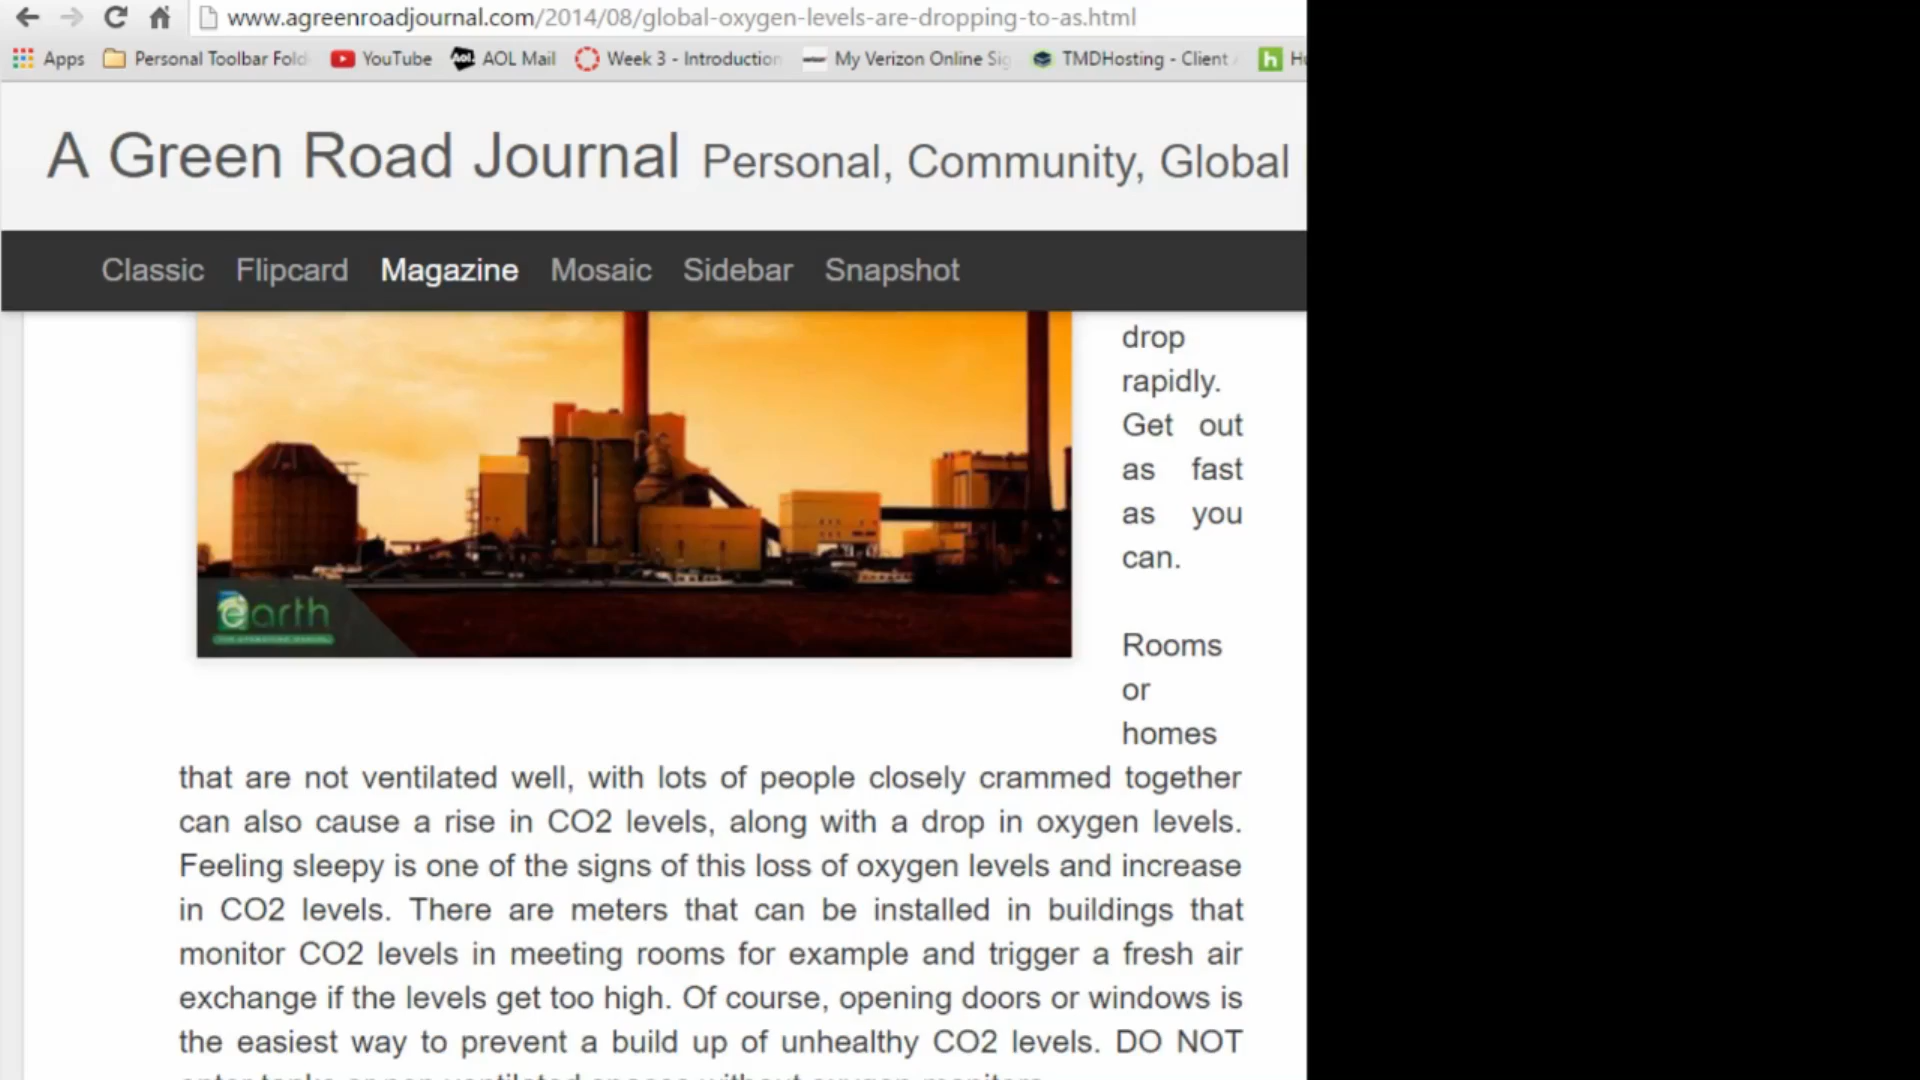 www.agreenroadjournal.com/2014/08/global-oxygen-levels-are-dropping-to-as.html
Apps Personal Toolbar Fold YouTube AOL Mail Week 3 - Introduction My Verizon Online Sig TMDHosting - Client
A Green Road Journal Personal, Community, Global
Classic Flipcard Magazine Mosaic Sidebar Snapshot
drop
rapidly.
Get out
as fast
as you
can.
earth
Rooms
or
homes
that are not ventilated well, with lots of people closely crammed together
can also cause a rise in CO2 levels, along with a drop in oxygen levels.
Feeling sleepy is one of the signs of this loss of oxygen levels and increase
in CO2 levels. There are meters that can be installed in buildings that
monitor CO2 levels in meeting rooms for example and trigger a fresh air
exchange if the levels get too high. Of course, opening doors or windows is
the easiest way to prevent a build up of unhealthy CO2 levels. DO NOT